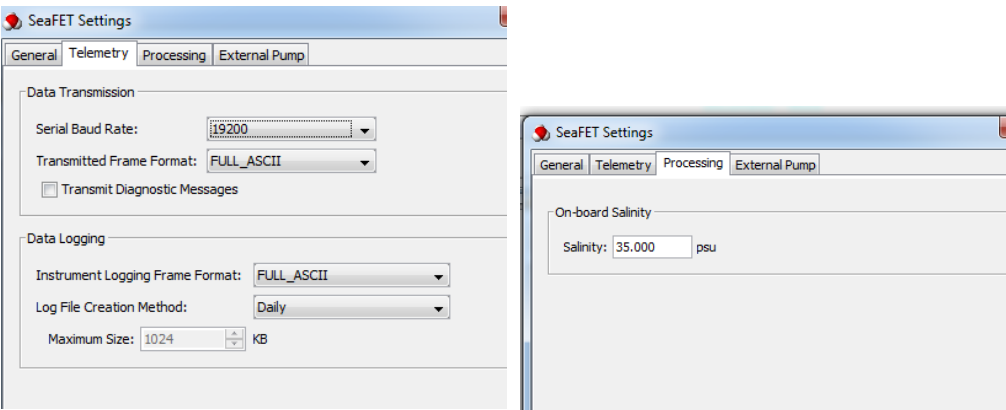 SeaFET Settings
General Telemetry Processing External Pump
Data Transmission
Serial Baud Rate: 19200
Transmitted Frame Format: FULL_ASCII
Transmit Diagnostic Messages
Data Logging
Instrument Logging Frame Format: FULL_ASCII
Log File Creation Method: Daily
Maximum Size: 1024 KB
SeaFET Settings
General Telemetry Processing External Pump
On-board Salinity
Salinity: 35.000 psu